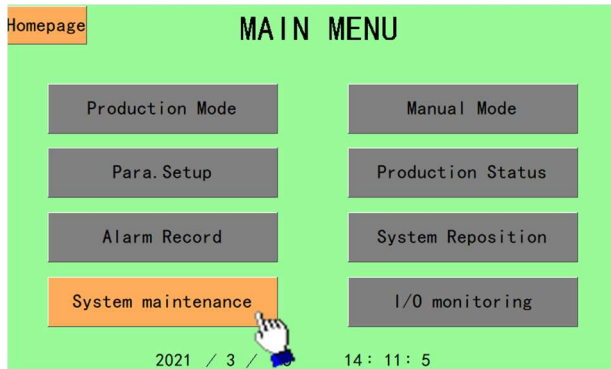 Homepage
MAIN MENU
Production Mode
Manual Mode
Para.Setup
Production Status
Alarm Record
System Reposition
System maintenance
I/O monitoring
2021 / 3 / 14: 11: 5